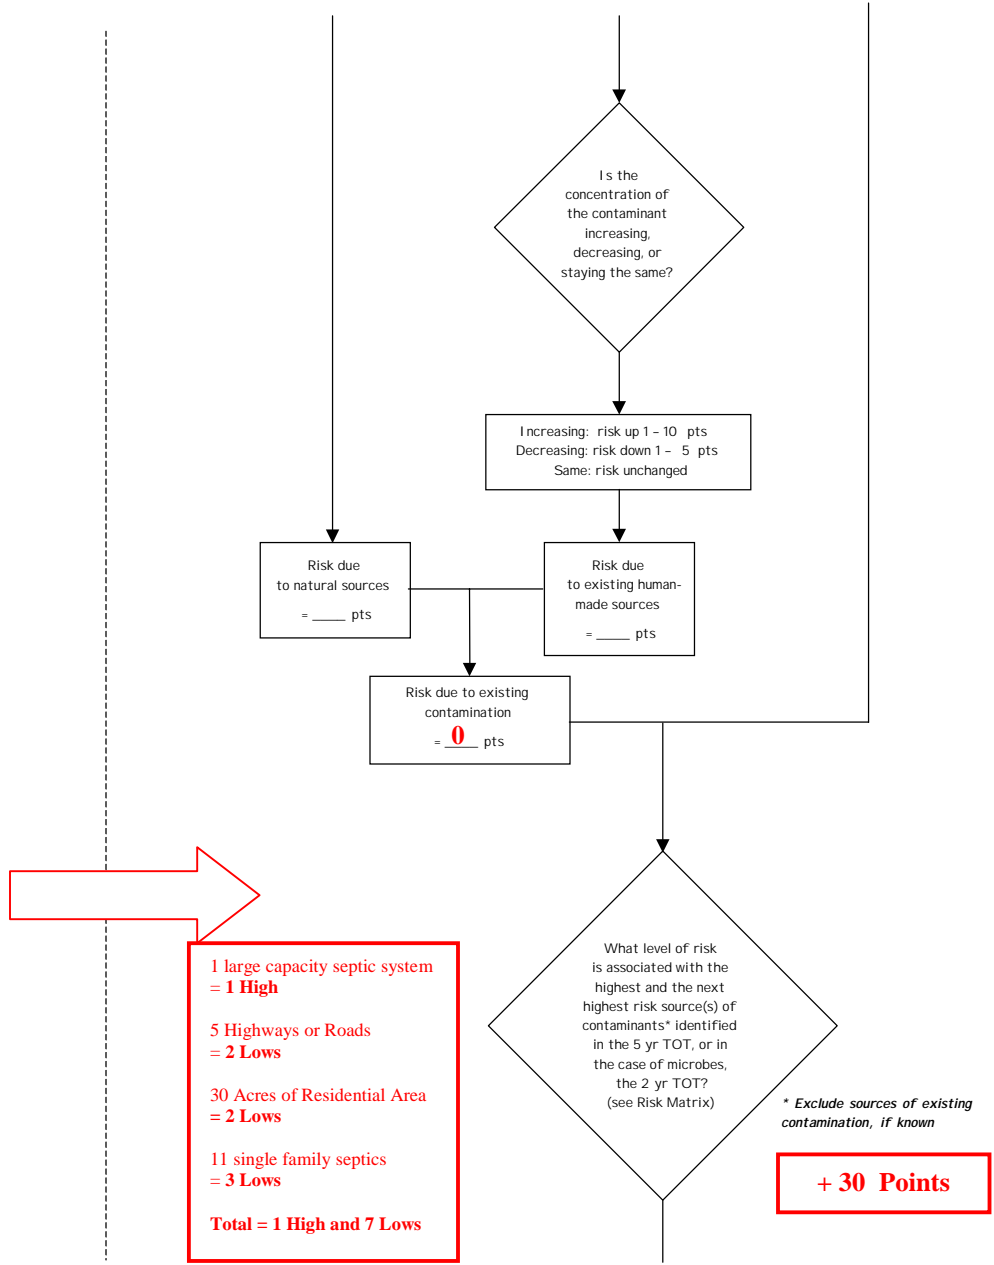 Is the
concentration of
the contaminant
increasing,
decreasing, or
staying the same?
Increasing: risk up 1 – 10 pts
Decreasing: risk down 1 – 5 pts
Same: risk unchanged
Risk due
to natural sources
= ____ pts
Risk due
to existing human-
made sources
= ____ pts
Risk due to existing
contamination
= 0 pts
1 large capacity septic system
= 1 High
5 Highways or Roads
= 2 Lows
30 Acres of Residential Area
= 2 Lows
11 single family septics
= 3 Lows
Total = 1 High and 7 Lows
What level of risk
is associated with the
highest and the next
highest risk source(s) of
contaminants* identified
in the 5 yr TOT, or in
the case of microbes,
the 2 yr TOT?
(see Risk Matrix)
* Exclude sources of existing
contamination, if known
+ 30 Points